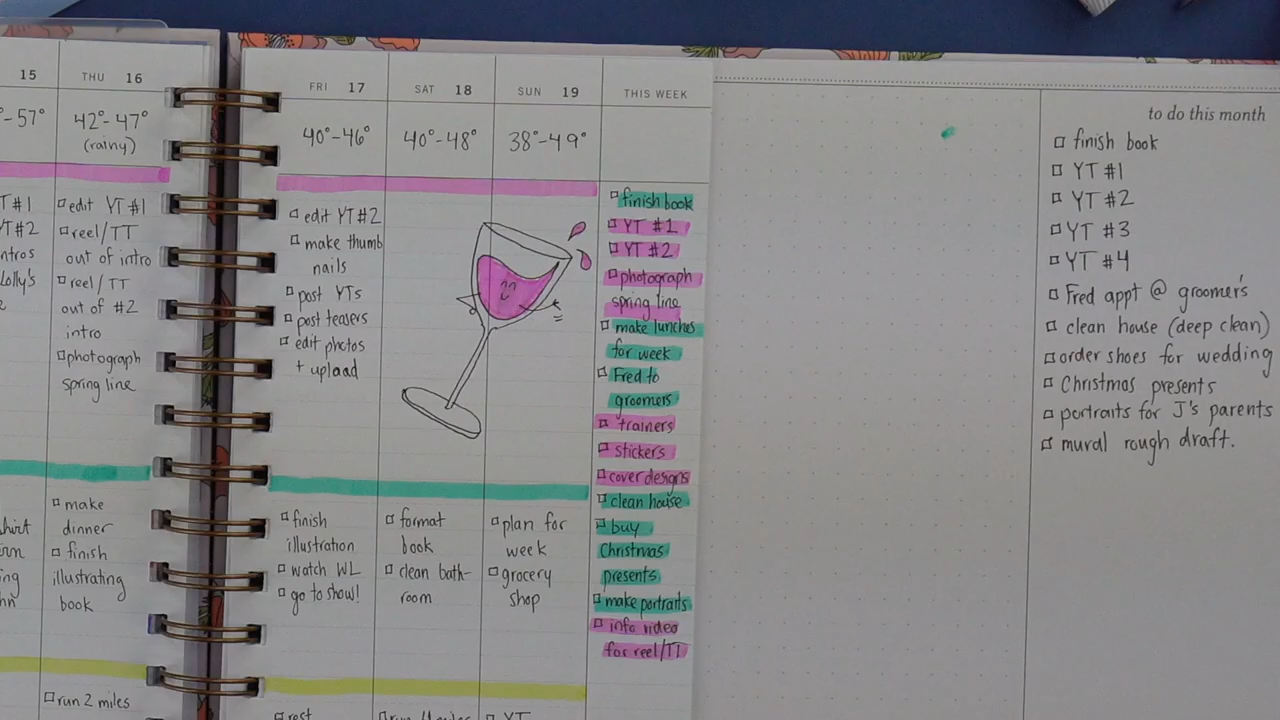 15
-57°
T#1
YT#2
ntros
Lolly's
THU 16
42°-47°
(rainy)
□ edit YT #1
□ reel/TT
out of intro
□ reel/TT
out of #2
intro
□ photograph
spring line
□ make
dinner
□ finish
illustrating
book
□ run 2 miles
FRI 17
40°-46°
□ edit YT #2
□ make thumb
nails
□ post YTs
□ post teasers
□ edit photos
+ upload
□ finish
illustration
□ watch WL
□ go to show!
□ rest
SAT 18
40°-48°
□ format
book
□ clean bath-
room
SUN 19
38°-49°
□ plan for
week
□ grocery
shop
□ YT
THIS WEEK
□ finish book
□ YT #1
□ YT #2
□ photograph
spring line
□ make lunches
for week
□ Fred to
groomers
□ trainers
□ stickers
□ cover designs
□ clean house
□ buy
Christmas
presents
□ make portraits
□ info video
for reel/TT
to do this month
□ finish book
□ YT #1
□ YT #2
□ YT #3
□ YT #4
□ Fred appt @ groomer's
□ clean house (deep clean)
□ order shoes for wedding
□ Christmas presents
□ portraits for J's parents
□ mural rough draft.